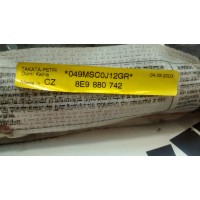 TAKATA-PETRI
*049MSC0J12GR*
CZ
8E9 880 742